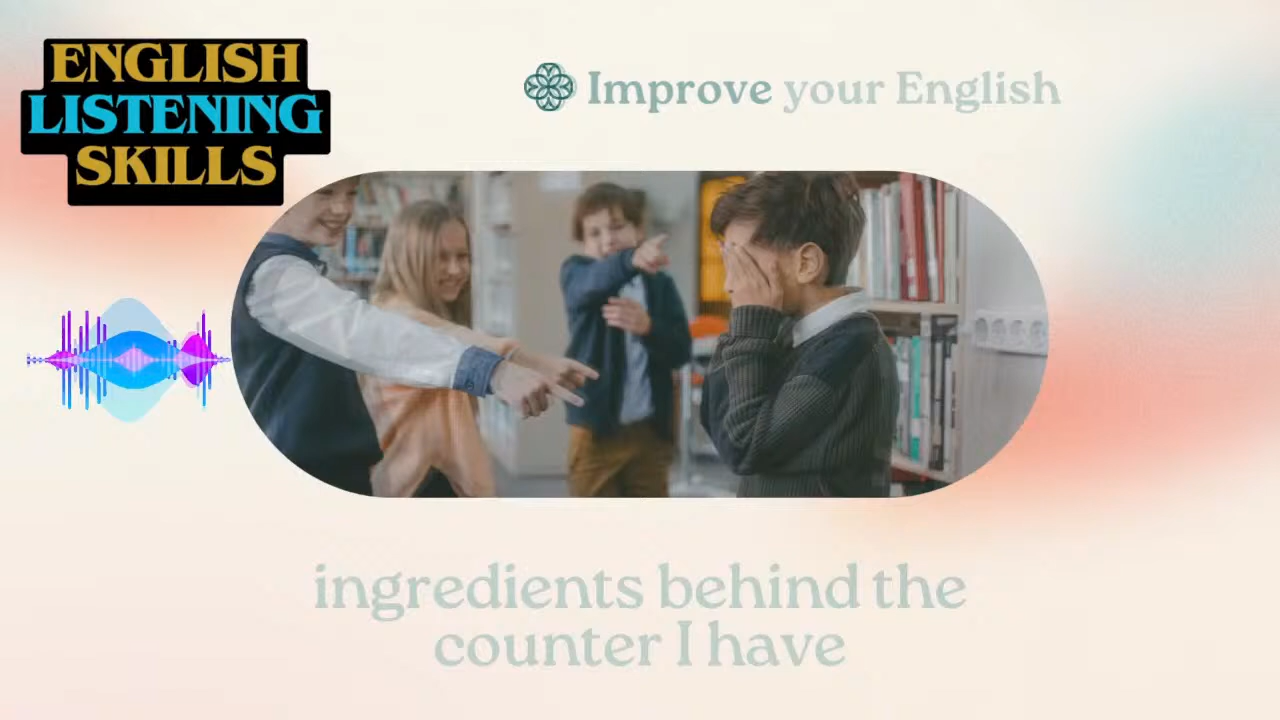 ENGLISH
LISTENING
SKILLS
Improve your English
ingredients behind the
counter I have